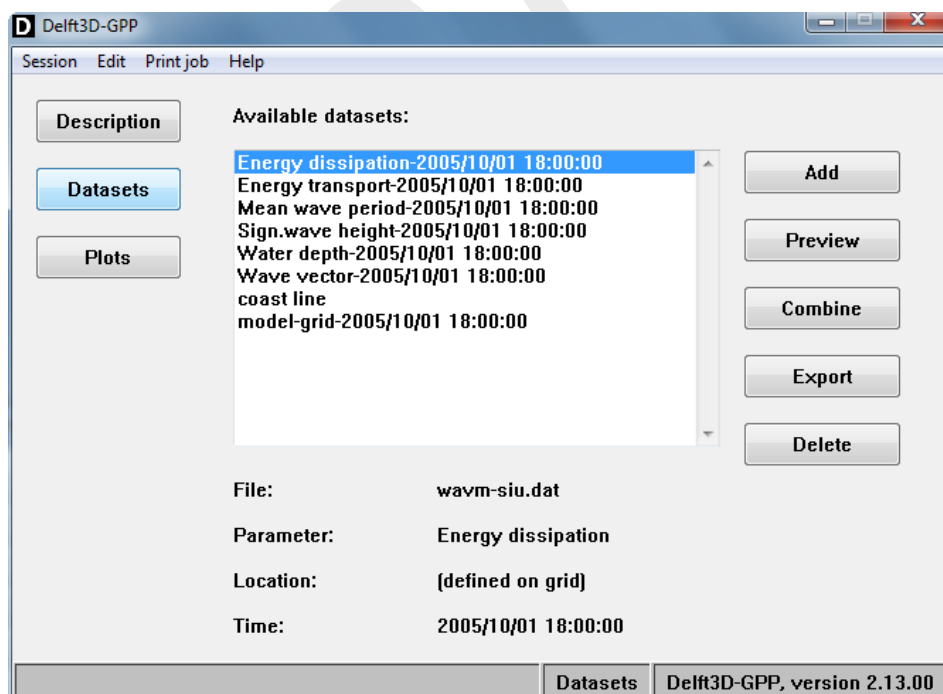 D Delft3D-GPP
Session Edit Print job Help
Description
Datasets
Plots
Available datasets:
Energy dissipation-2005/10/01 18:00:00
Energy transport-2005/10/01 18:00:00
Mean wave period-2005/10/01 18:00:00
Sign.wave height-2005/10/01 18:00:00
Water depth-2005/10/01 18:00:00
Wave vector-2005/10/01 18:00:00
coast line
model-grid-2005/10/01 18:00:00
Add
Preview
Combine
Export
Delete
File: wavm-siu.dat
Parameter: Energy dissipation
Location: (defined on grid)
Time: 2005/10/01 18:00:00
Datasets Delft3D-GPP, version 2.13.00